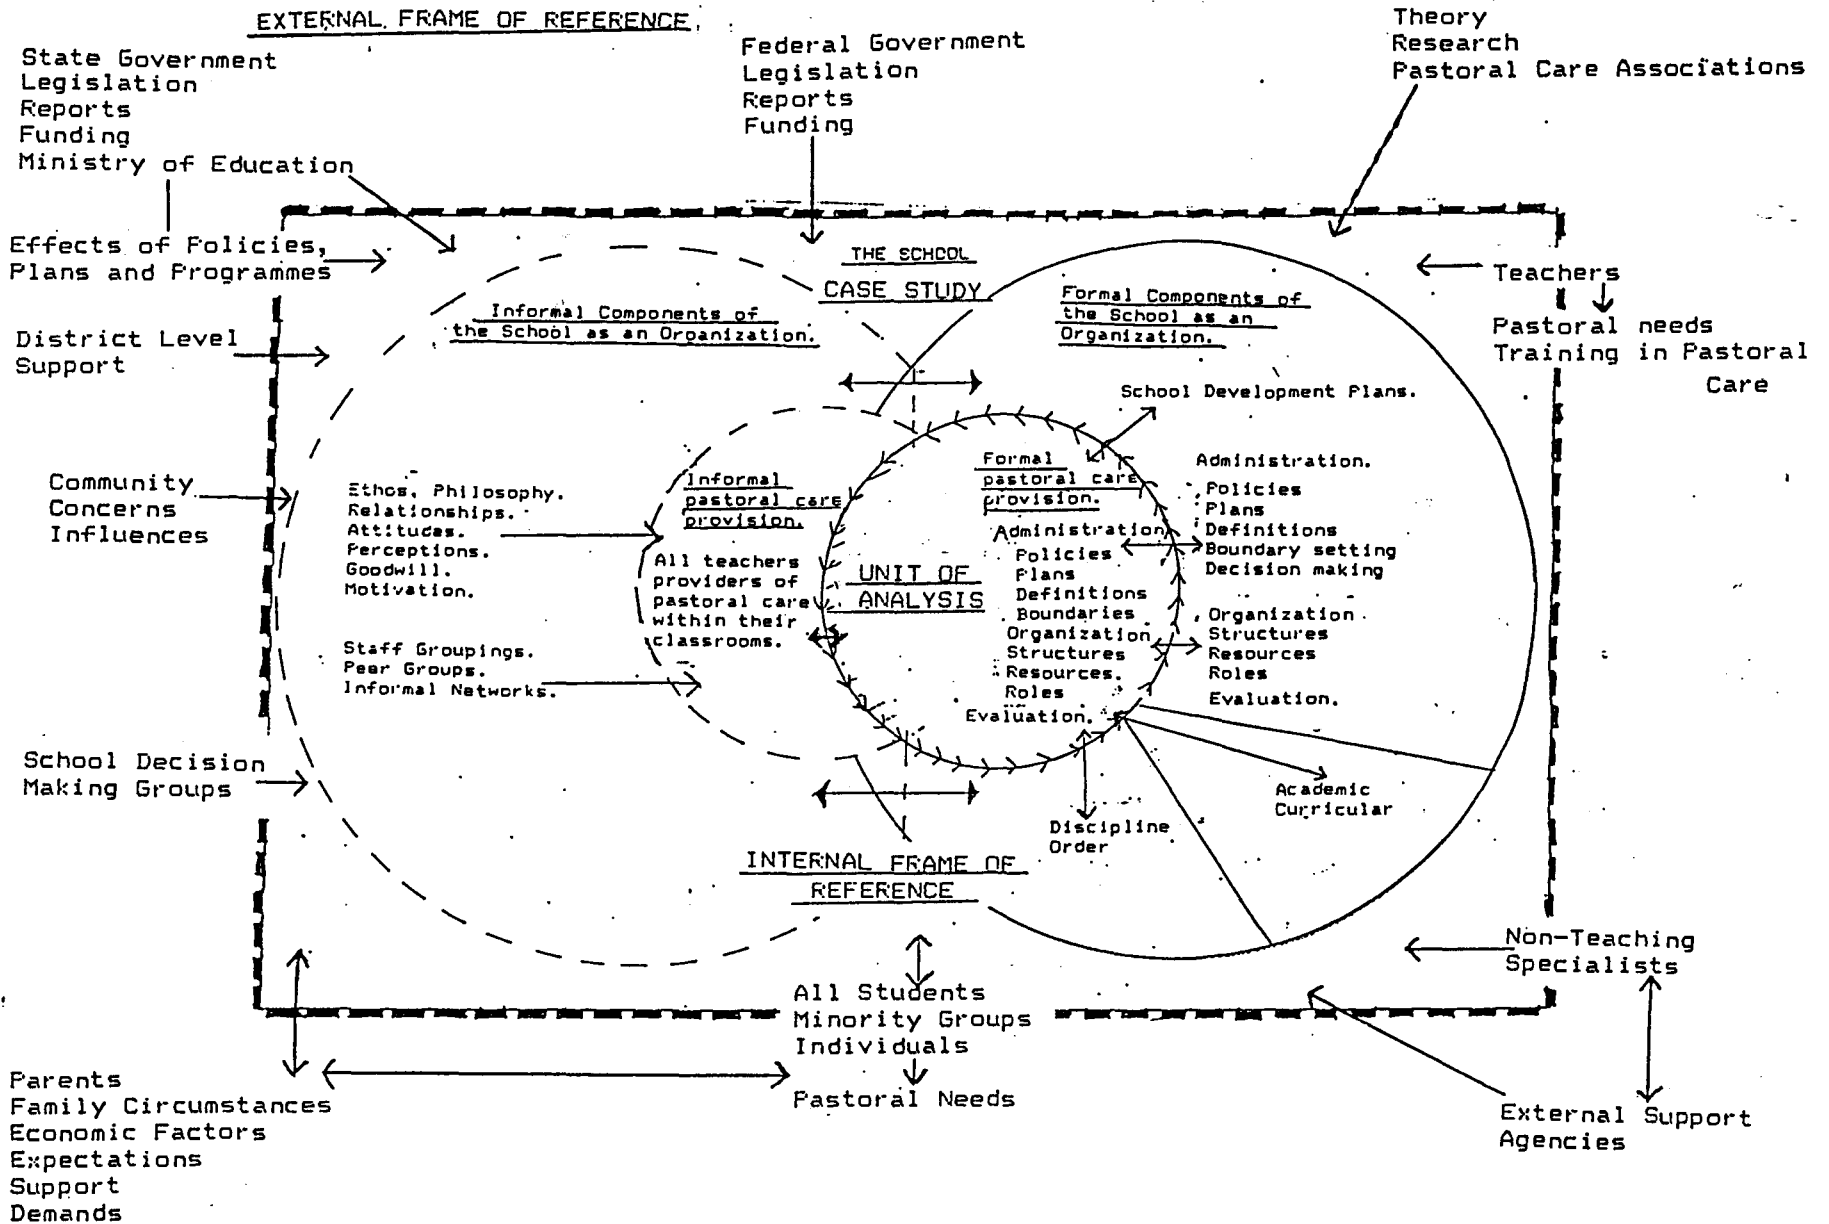 EXTERNAL FRAME OF REFERENCE
State Government
Legislation
Reports
Funding
Ministry of Education
Federal Government
Legislation
Reports
Funding
Theory
Research
Pastoral Care Associations
Effects of Policies,
Plans and Programmes
District Level
Support
Community
Concerns
Influences
School Decision
Making Groups
THE SCHOOL
CASE STUDY
Informal Components of
the School as an Organization.
Formal Components of
the School as an
Organization.
Teachers
Pastoral needs
Training in Pastoral
Care
School Development Plans.
Ethos, Philosophy.
Relationships.
Attitudes.
Perceptions.
Goodwill.
Motivation.
Staff Groupings.
Peer Groups.
Informal Networks.
Informal
pastoral care
provision.
All teachers
providers of
pastoral care
within their
classrooms.
UNIT OF
ANALYSIS
Formal
pastoral care
provision.
Administration
Policies
Plans
Definitions
Boundaries
Organization
Structures
Resources.
Roles
Evaluation.
Administration.
Policies
Plans
Definitions
Boundary setting
Decision making
Organization
Structures
Resources
Roles
Evaluation.
Academic
Curricular
Discipline
Order
INTERNAL FRAME OF
REFERENCE
All Students
Minority Groups
Individuals
Pastoral Needs
Non-Teaching
Specialists
External Support
Agencies
Parents
Family Circumstances
Economic Factors
Expectations
Support
Demands